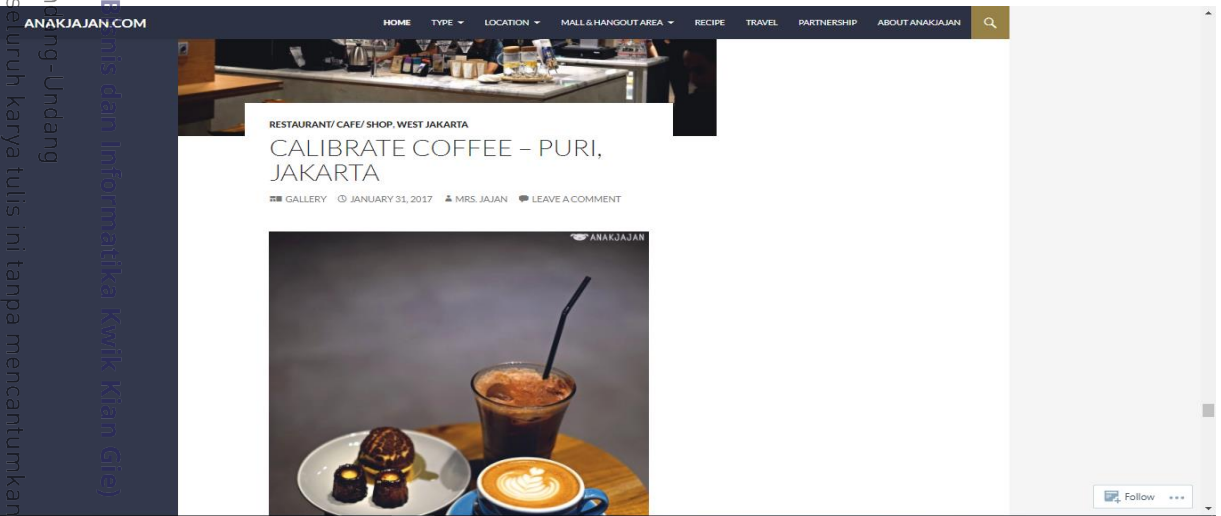 ANAKJAJAN.COM
HOME TYPE LOCATION MALL & HANGOUT AREA RECIPE TRAVEL PARTNERSHIP ABOUT ANAKJAJAN
RESTAURANT/ CAFE/ SHOP, WEST JAKARTA
CALIBRATE COFFEE – PURI,
JAKARTA
GALLERY JANUARY 31, 2017 MRS. JAJAN LEAVE A COMMENT
ANAKJAJAN
Follow
Bisnis dan Informatika Kwik Kian Gie)
ndang-Undang
seluruh karya tulis ini tanpa mencantumkan